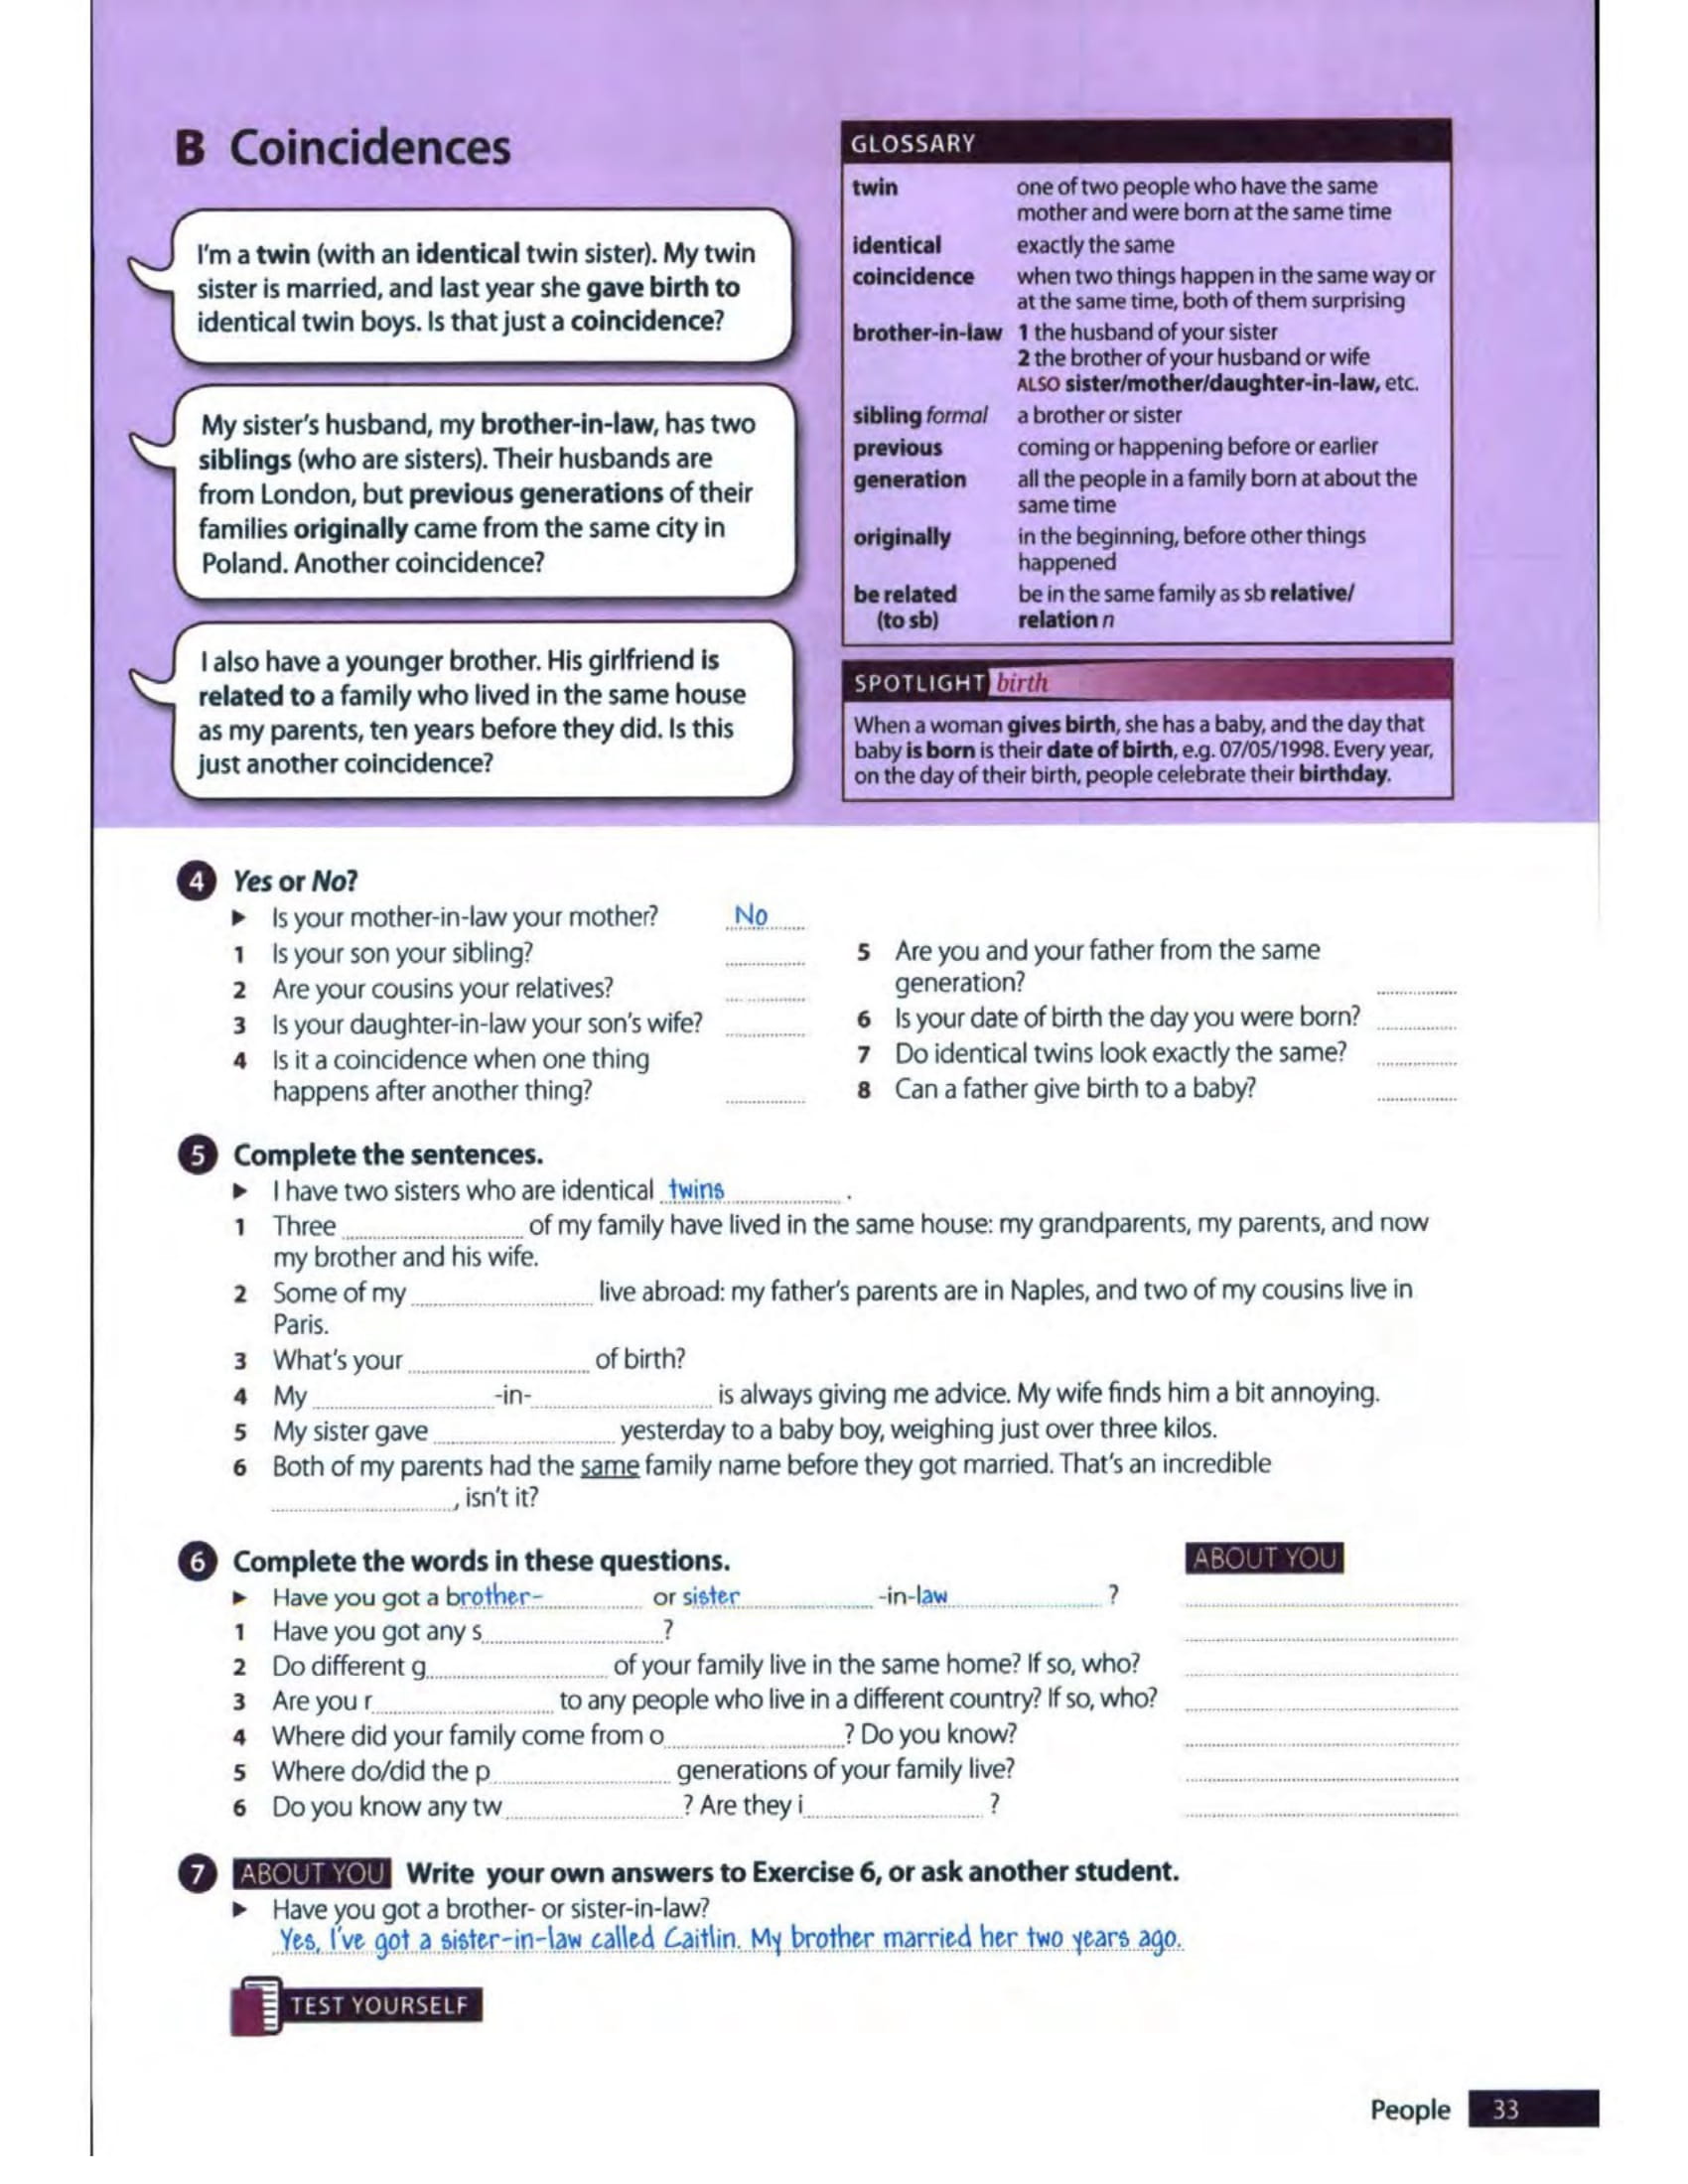 B Coincidences
I'm a twin (with an identical twin sister). My twin
sister is married, and last year she gave birth to
identical twin boys. Is that just a coincidence?
My sister's husband, my brother-in-law, has two
siblings (who are sisters). Their husbands are
from London, but previous generations of their
families originally came from the same city in
Poland. Another coincidence?
I also have a younger brother. His girlfriend is
related to a family who lived in the same house
as my parents, ten years before they did. Is this
just another coincidence?
GLOSSARY
twin one of two people who have the same
mother and were born at the same time
identical exactly the same
coincidence when two things happen in the same way or
at the same time, both of them surprising
brother-in-law 1 the husband of your sister
2 the brother of your husband or wife
ALSO sister/mother/daughter-in-law, etc.
sibling formal a brother or sister
previous coming or happening before or earlier
generation all the people in a family born at about the
same time
originally in the beginning, before other things
happened
be related be in the same family as sb relative/
(to sb) relation n
SPOTLIGHT birth
When a woman gives birth, she has a baby, and the day that
baby is born is their date of birth, e.g. 07/05/1998. Every year,
on the day of their birth, people celebrate their birthday.
4 Yes or No?
► Is your mother-in-law your mother? No
1 Is your son your sibling?
2 Are your cousins your relatives?
3 Is your daughter-in-law your son's wife?
4 Is it a coincidence when one thing
happens after another thing?
5 Are you and your father from the same
generation?
6 Is your date of birth the day you were born?
7 Do identical twins look exactly the same?
8 Can a father give birth to a baby?
5 Complete the sentences.
► I have two sisters who are identical twins .
1 Three of my family have lived in the same house: my grandparents, my parents, and now
my brother and his wife.
2 Some of my live abroad: my father's parents are in Naples, and two of my cousins live in
Paris.
3 What's your of birth?
4 My -in- is always giving me advice. My wife finds him a bit annoying.
5 My sister gave yesterday to a baby boy, weighing just over three kilos.
6 Both of my parents had the same family name before they got married. That's an incredible
, isn't it?
6 Complete the words in these questions. ABOUT YOU
► Have you got a brother- or sister -in-law ?
1 Have you got any s ?
2 Do different g of your family live in the same home? If so, who?
3 Are you r to any people who live in a different country? If so, who?
4 Where did your family come from o ? Do you know?
5 Where do/did the p generations of your family live?
6 Do you know any tw ? Are they i ?
7 ABOUT YOU Write your own answers to Exercise 6, or ask another student.
► Have you got a brother- or sister-in-law?
Yes, I've got a sister-in-law called Caitlin. My brother married her two years ago.
TEST YOURSELF
People 33